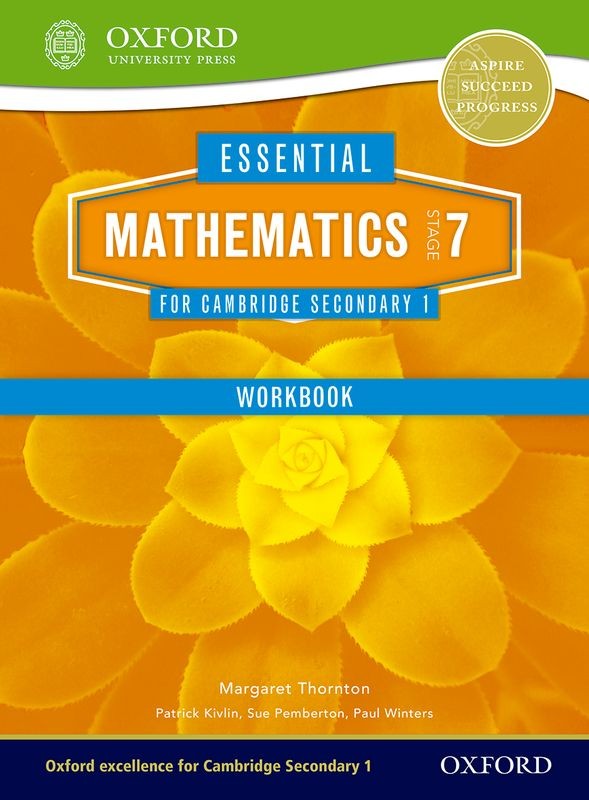 OXFORD
UNIVERSITY PRESS
ASPIRE
SUCCEED
PROGRESS
ESSENTIAL
MATHEMATICS STAGE 7
FOR CAMBRIDGE SECONDARY 1
WORKBOOK
Margaret Thornton
Patrick Kivlin, Sue Pemberton, Paul Winters
Oxford excellence for Cambridge Secondary 1
OXFORD